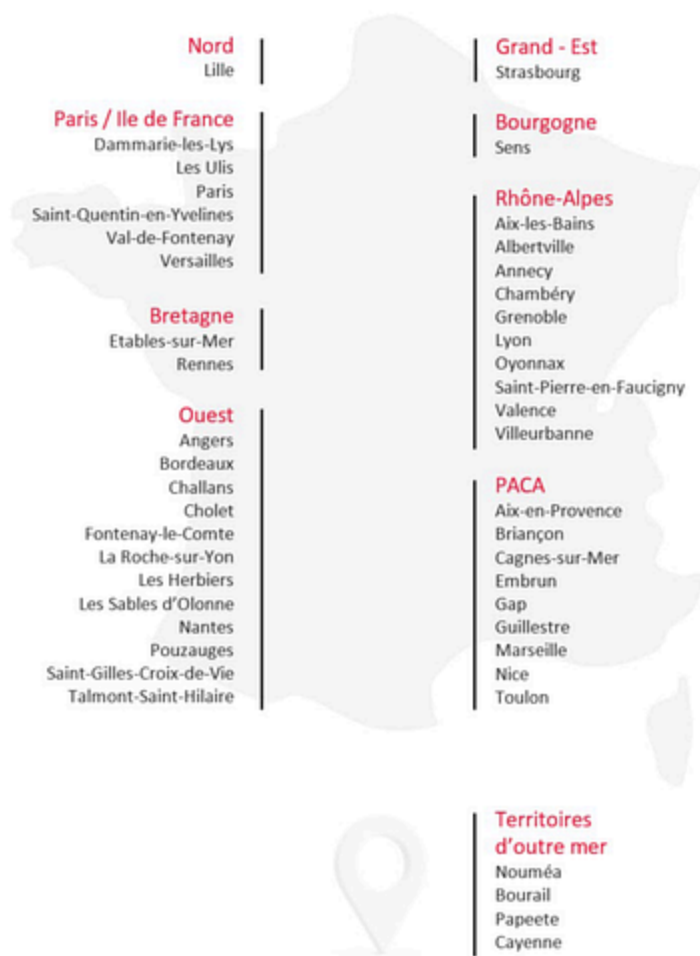 Nord
Lille
Paris / Ile de France
Dammarie-les-Lys
Les Ulis
Paris
Saint-Quentin-en-Yvelines
Val-de-Fontenay
Versailles
Bretagne
Etables-sur-Mer
Rennes
Ouest
Angers
Bordeaux
Challans
Cholet
Fontenay-le-Comte
La Roche-sur-Yon
Les Herbiers
Les Sables d'Olonne
Nantes
Pouzauges
Saint-Gilles-Croix-de-Vie
Talmont-Saint-Hilaire
Grand - Est
Strasbourg
Bourgogne
Sens
Rhône-Alpes
Aix-les-Bains
Albertville
Annecy
Chambéry
Grenoble
Lyon
Oyonnax
Saint-Pierre-en-Faucigny
Valence
Villeurbanne
PACA
Aix-en-Provence
Briançon
Cagnes-sur-Mer
Embrun
Gap
Guillestre
Marseille
Nice
Toulon
Territoires
d'outre mer
Nouméa
Bourail
Papeete
Cayenne